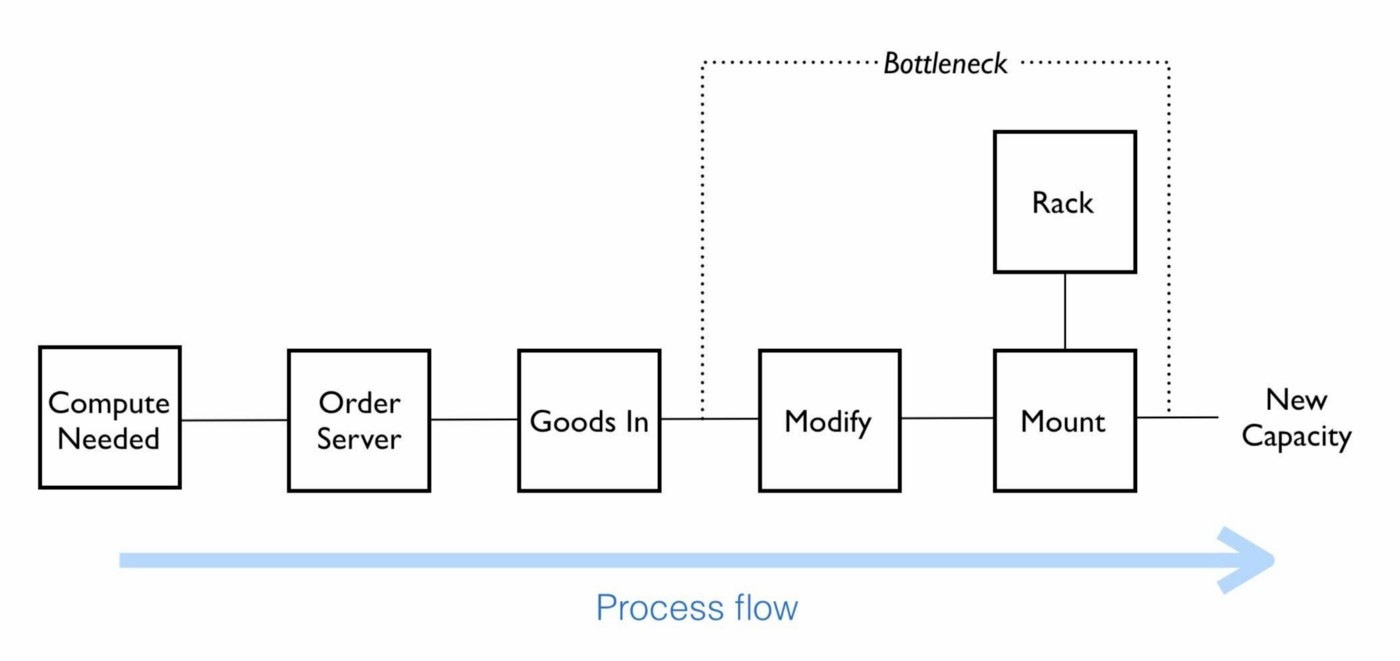 Bottleneck
Rack
Compute
Needed
Order
Server
Goods In
Modify
Mount
New
Capacity
Process flow